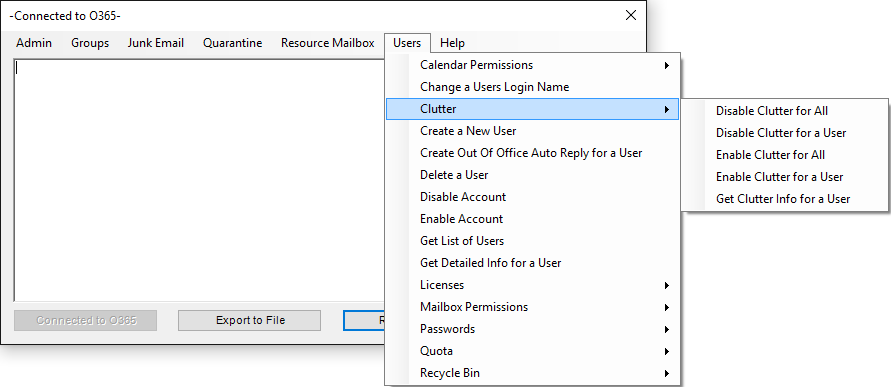 -Connected to O365-
Admin Groups Junk Email Quarantine Resource Mailbox Users Help
Calendar Permissions
Change a Users Login Name
Clutter
Create a New User
Create Out Of Office Auto Reply for a User
Delete a User
Disable Account
Enable Account
Get List of Users
Get Detailed Info for a User
Licenses
Mailbox Permissions
Passwords
Quota
Recycle Bin
Disable Clutter for All
Disable Clutter for a User
Enable Clutter for All
Enable Clutter for a User
Get Clutter Info for a User
Connected to O365 Export to File